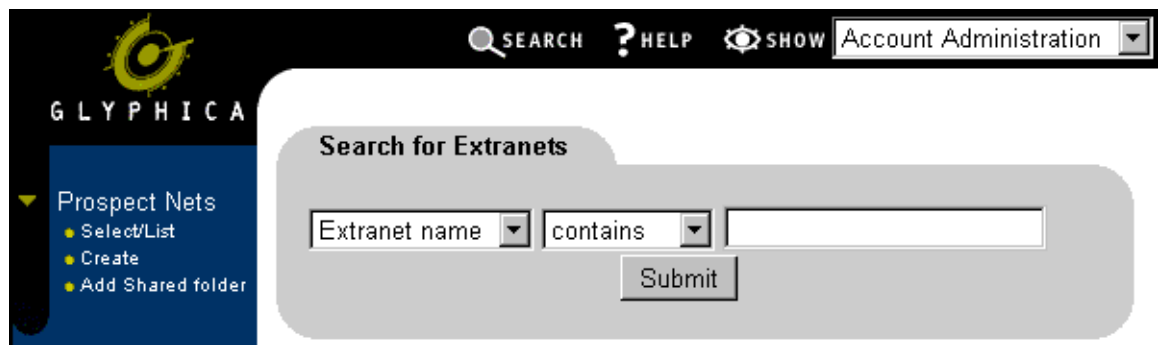 SEARCH ? HELP SHOW Account Administration
GLYPHICA
Search for Extranets
Prospect Nets
Select/List
Create
Add Shared folder
Extranet name contains
Submit